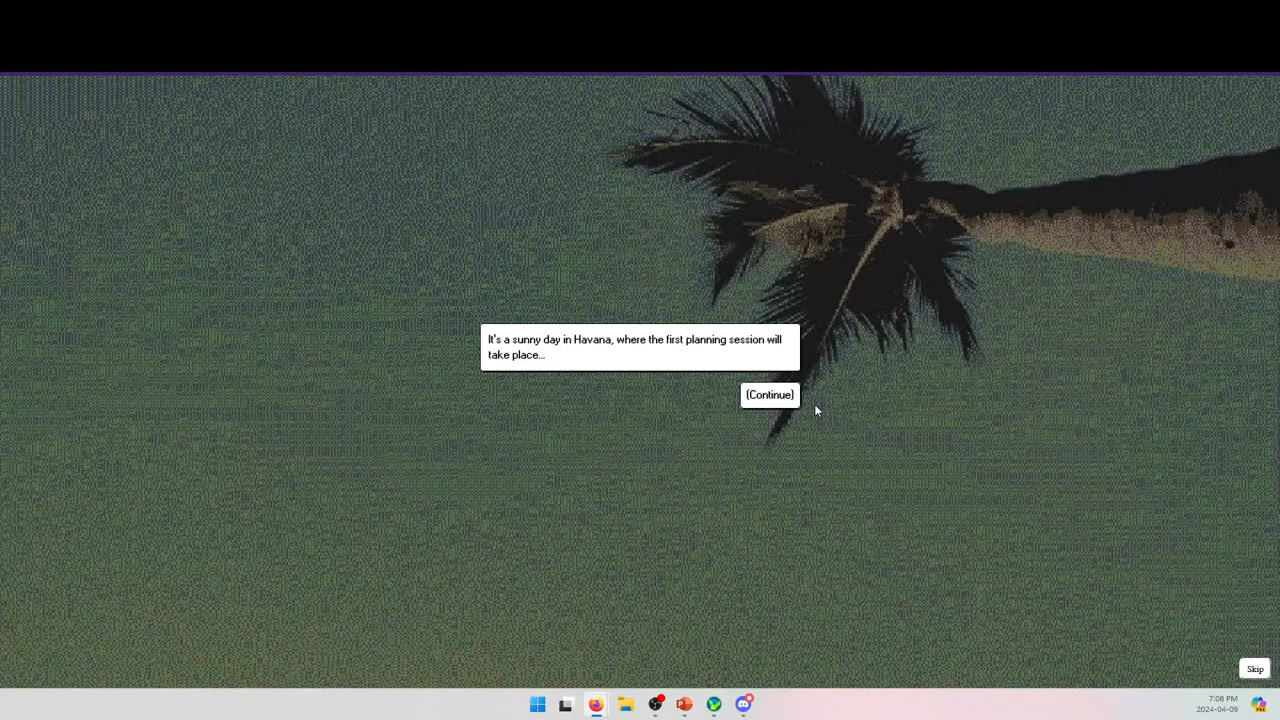 It's a sunny day in Havana, where the first planning session will
take place...
(Continue)
Skip
7:08 PM
2024-04-09